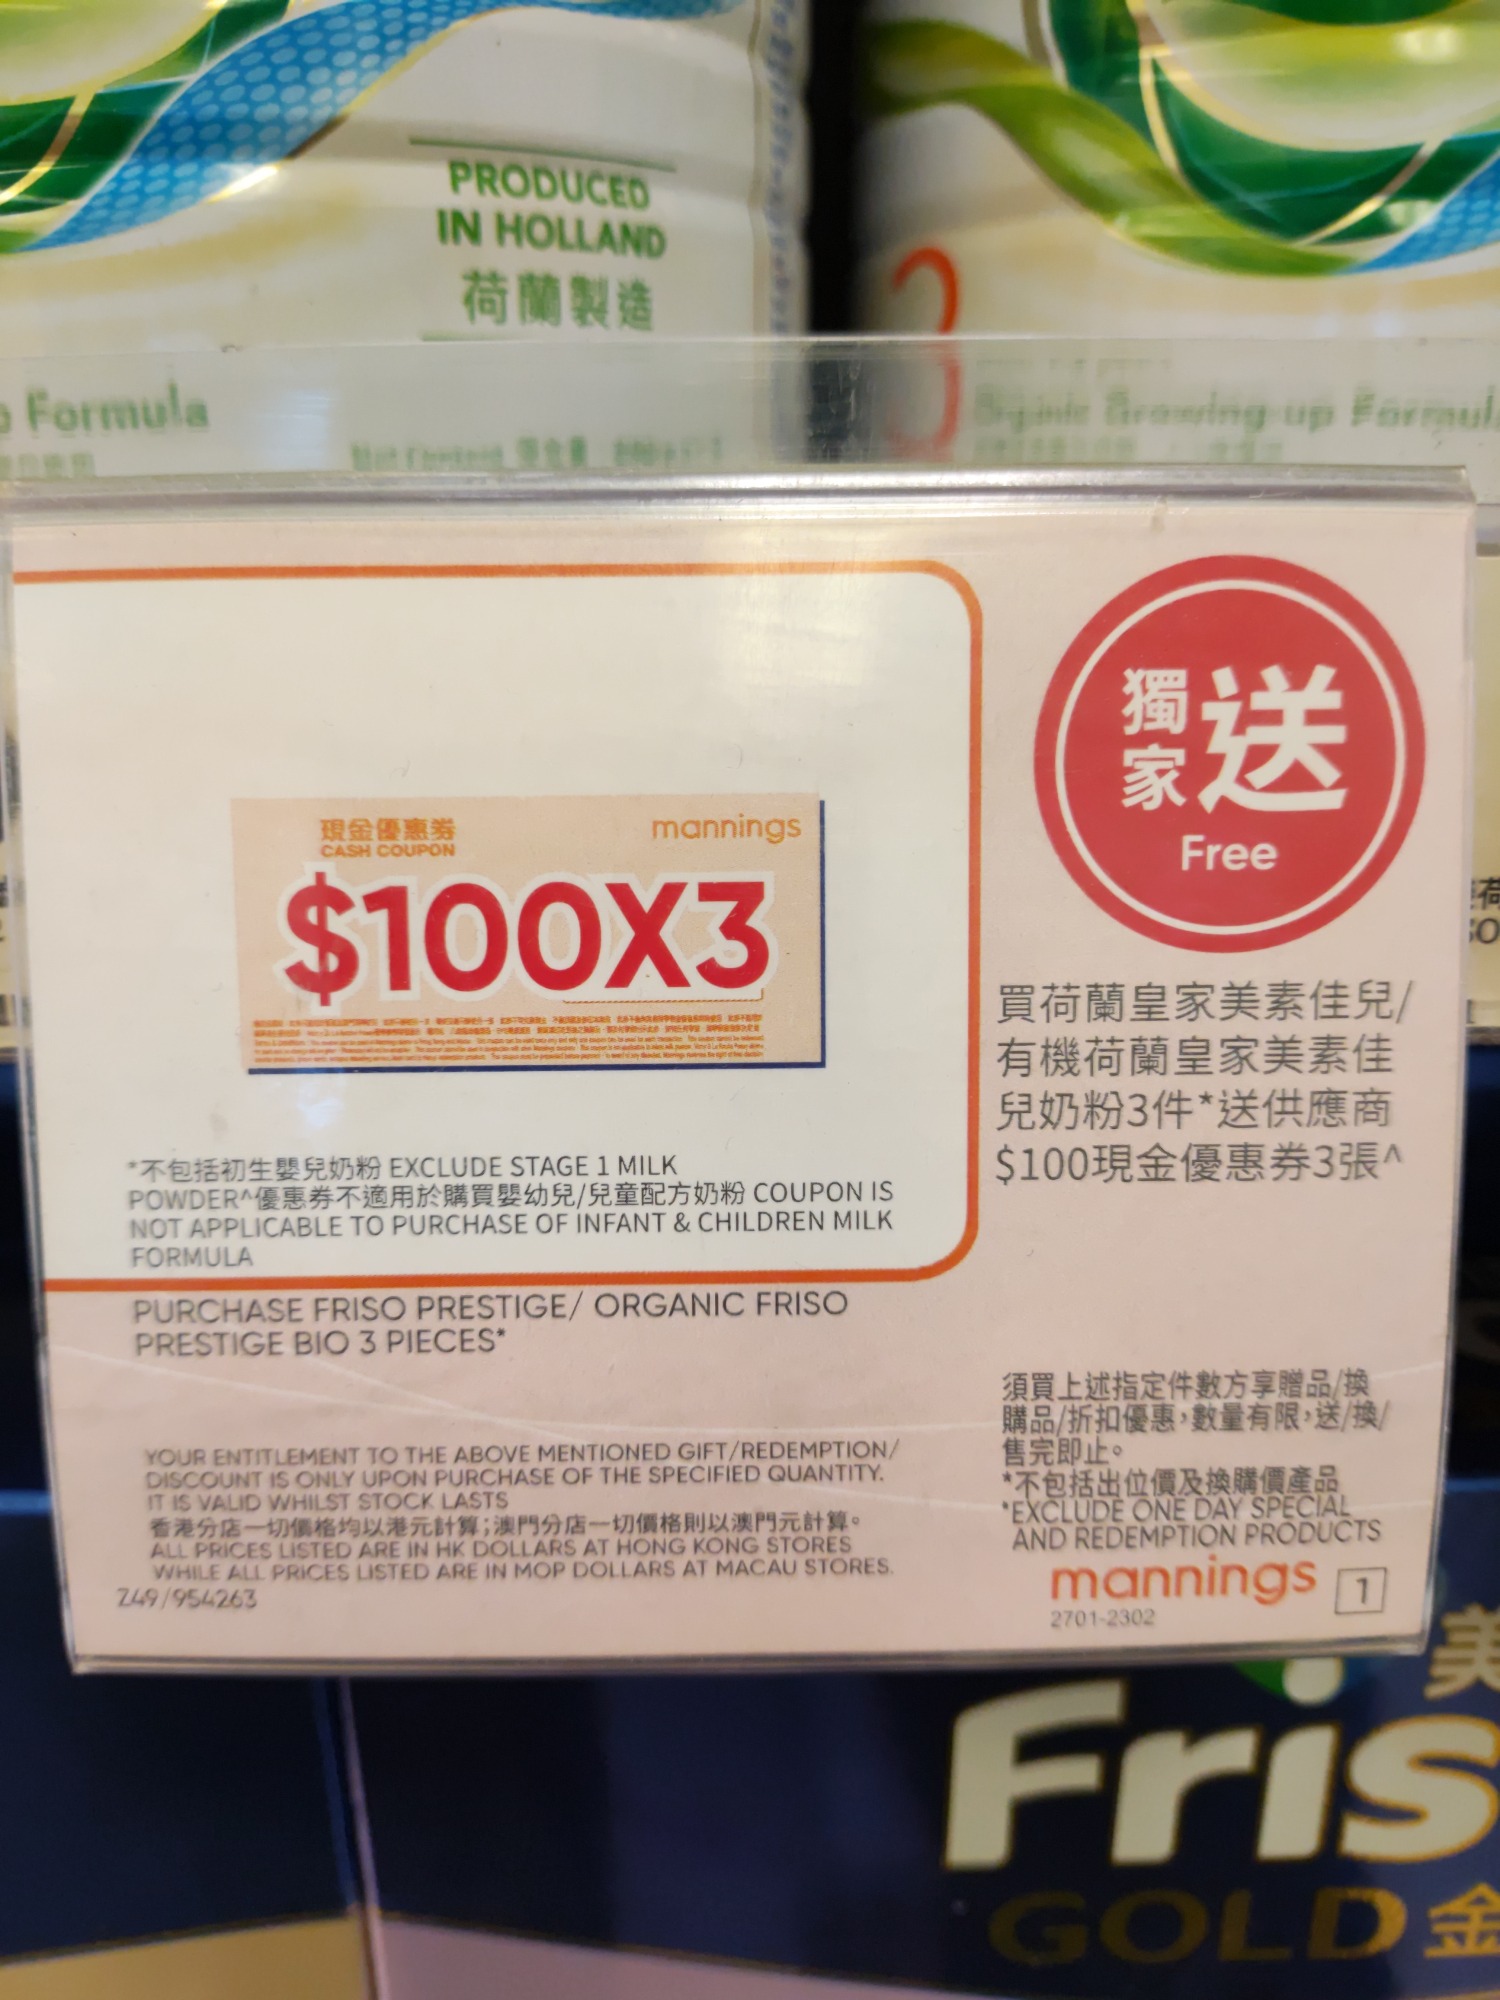 PRODUCED
IN HOLLAND
荷蘭製造
Formula
3
Organic Growing-up Formul
獨家送
Free
現金優惠券
CASH COUPON
mannings
$100X3
買荷蘭皇家美素佳兒/
有機荷蘭皇家美素佳
兒奶粉3件*送供應商
$100現金優惠券3張^
*不包括初生嬰兒奶粉 EXCLUDE STAGE 1 MILK
POWDER^優惠券不適用於購買嬰幼兒/兒童配方奶粉 COUPON IS
NOT APPLICABLE TO PURCHASE OF INFANT & CHILDREN MILK
FORMULA
PURCHASE FRISO PRESTIGE/ ORGANIC FRISO
PRESTIGE BIO 3 PIECES*
須買上述指定件數方享贈品/換
購品/折扣優惠,數量有限,送/換/
售完即止。
*不包括出位價及換購價產品
*EXCLUDE ONE DAY SPECIAL
AND REDEMPTION PRODUCTS
YOUR ENTITLEMENT TO THE ABOVE MENTIONED GIFT/REDEMPTION/
DISCOUNT IS ONLY UPON PURCHASE OF THE SPECIFIED QUANTITY.
IT IS VALID WHILST STOCK LASTS
香港分店一切價格均以港元計算;澳門分店一切價格則以澳門元計算。
ALL PRICES LISTED ARE IN HK DOLLARS AT HONG KONG STORES
WHILE ALL PRICES LISTED ARE IN MOP DOLLARS AT MACAU STORES.
Z49/954263
mannings 1
2701-2302
美
Fris
GOLD 金